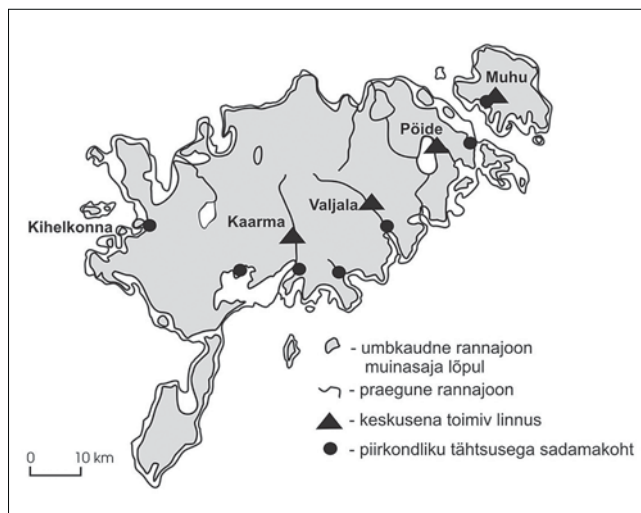 Muhu
Pöide
Valjala
Kaarma
Kihelkonna
- umbkaudne rannajoon
muinasaja lõpul
- praegune rannajoon
- keskusena toimiv linnus
- piirkondliku tähtsusega sadamakoht
0 10 km